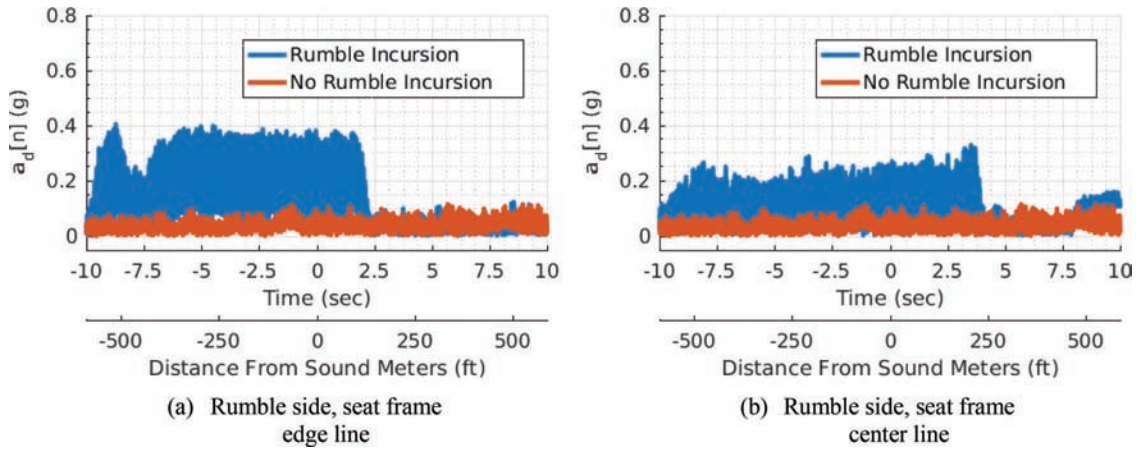 0.8
0.6
0.4
0.2
0
a_d[n] (g)
Rumble Incursion
No Rumble Incursion
-10 -7.5 -5 -2.5 0 2.5 5 7.5 10
Time (sec)
-500 -250 0 250 500
Distance From Sound Meters (ft)
(a) Rumble side, seat frame
edge line
0.8
0.6
0.4
0.2
0
a_d[n] (g)
Rumble Incursion
No Rumble Incursion
-10 -7.5 -5 -2.5 0 2.5 5 7.5 10
Time (sec)
-500 -250 0 250 500
Distance From Sound Meters (ft)
(b) Rumble side, seat frame
center line